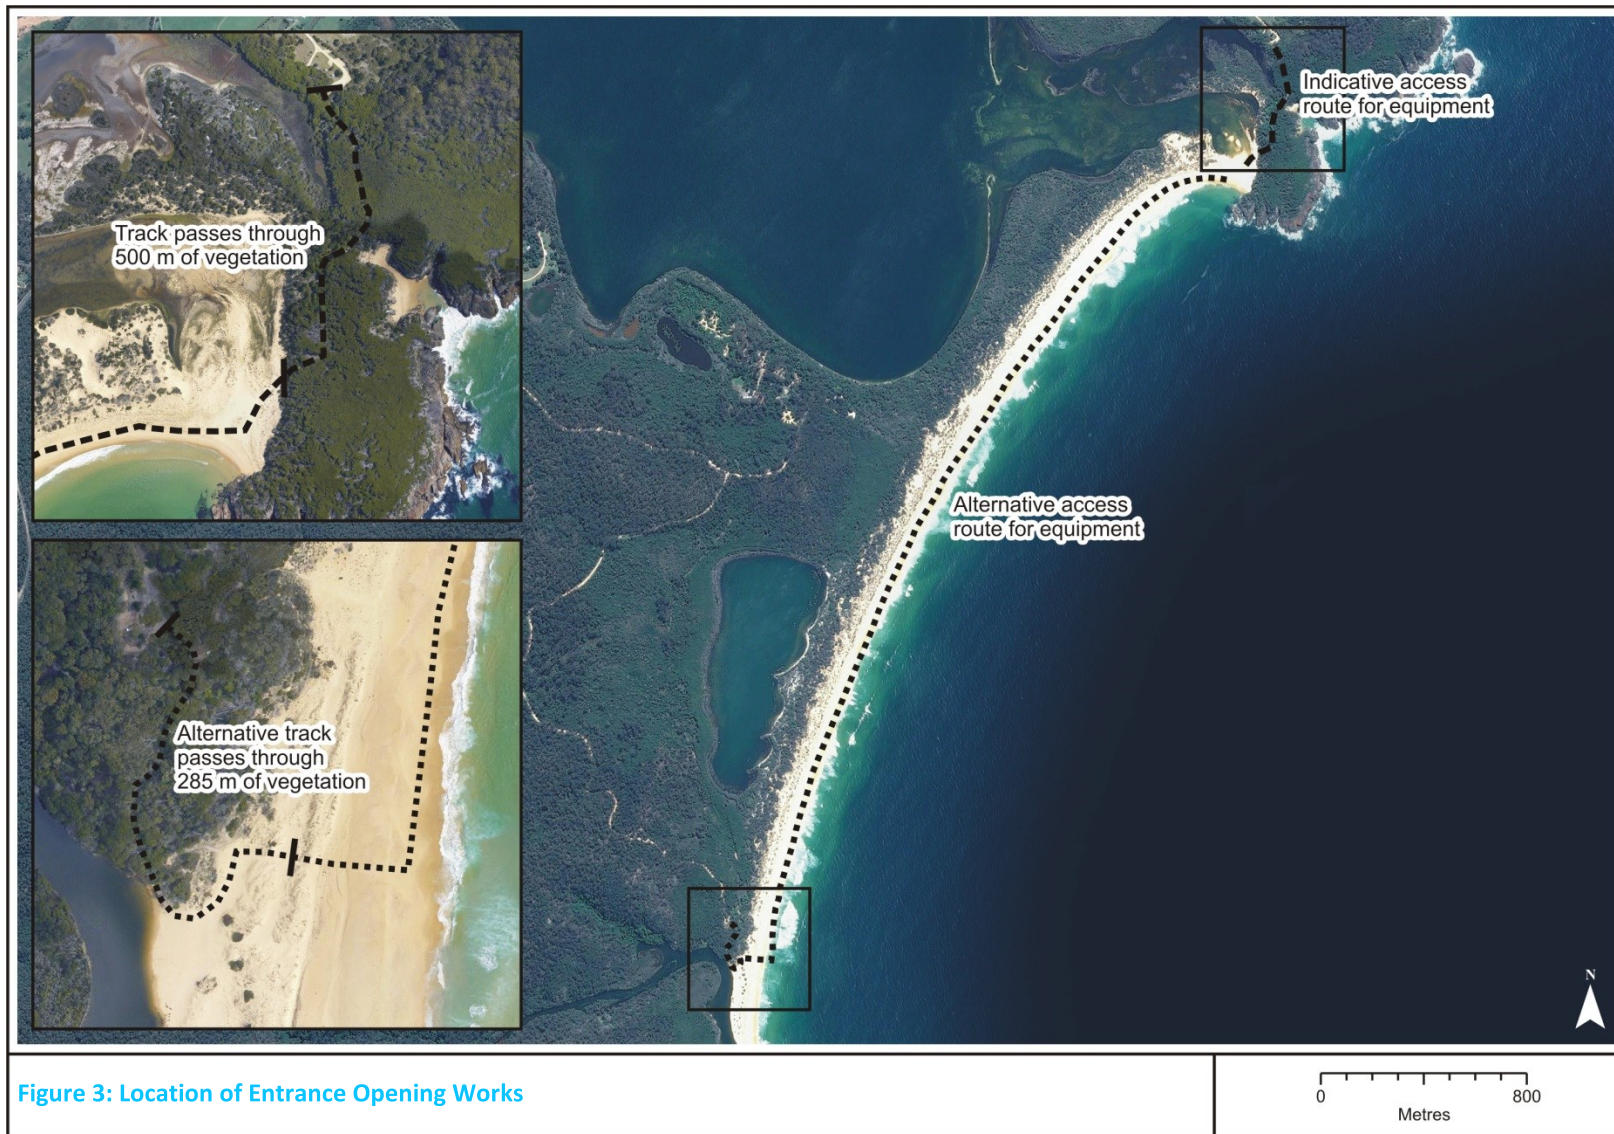 Track passes through
500 m of vegetation
Indicative access
route for equipment
Alternative access
route for equipment
Alternative track
passes through
285 m of vegetation
N
Figure 3: Location of Entrance Opening Works
0 800
Metres